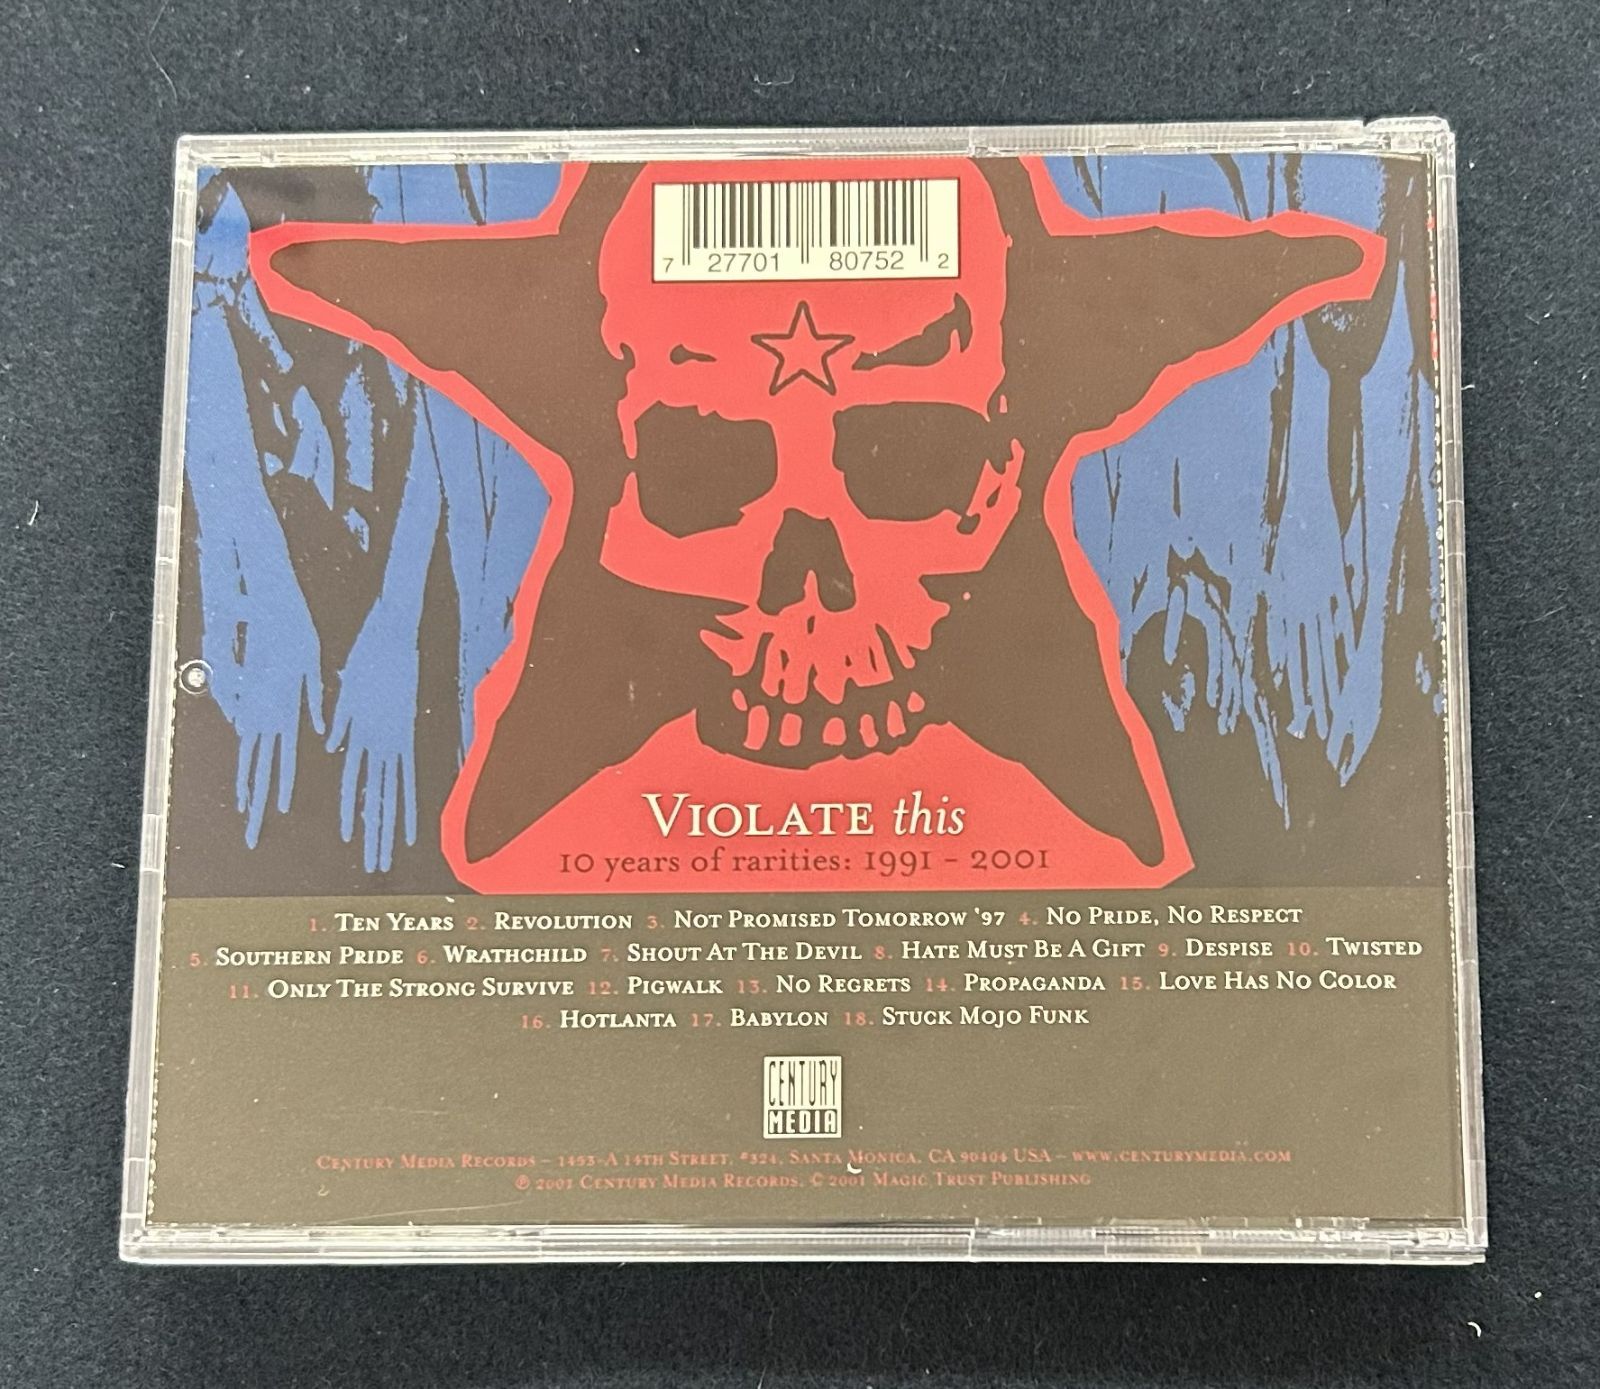 7 27701 80752 2
VIOLATE this
10 years of rarities: 1991 - 2001
1. TEN YEARS 2. REVOLUTION 3. NOT PROMISED TOMORROW '97 4. NO PRIDE, NO RESPECT
5. SOUTHERN PRIDE 6. WRATHCHILD 7. SHOUT AT THE DEVIL 8. HATE MUST BE A GIFT 9. DESPISE 10. TWISTED
11. ONLY THE STRONG SURVIVE 12. PIGWALK 13. NO REGRETS 14. PROPAGANDA 15. LOVE HAS NO COLOR
16. HOTLANTA 17. BABYLON 18. STUCK MOJO FUNK
CENTURY
MEDIA
CENTURY MEDIA RECORDS – 1453-A 14TH STREET, #324, SANTA MONICA, CA 90404 USA – WWW.CENTURYMEDIA.COM
℗ 2001 CENTURY MEDIA RECORDS, © 2001 MAGIC TRUST PUBLISHING